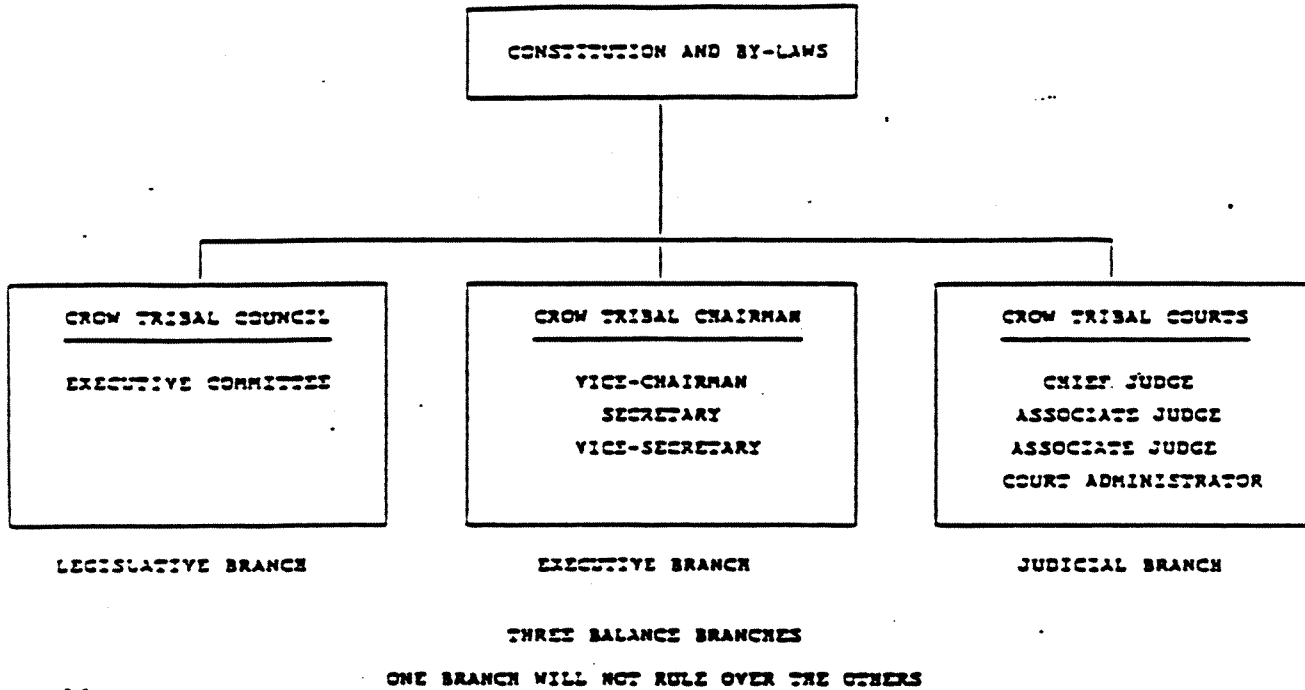 CONSTITUTION AND BY-LAWS
CROW TRIBAL COUNCIL
EXECUTIVE COMMITTEE
LEGISLATIVE BRANCH
CROW TRIBAL CHAIRMAN
VICE-CHAIRMAN
SECRETARY
VICE-SECRETARY
EXECUTIVE BRANCH
CROW TRIBAL COURTS
CHIEF JUDGE
ASSOCIATE JUDGE
ASSOCIATE JUDGE
COURT ADMINISTRATOR
JUDICIAL BRANCH
THREE BALANCE BRANCHES
ONE BRANCH WILL NOT RULE OVER THE OTHERS